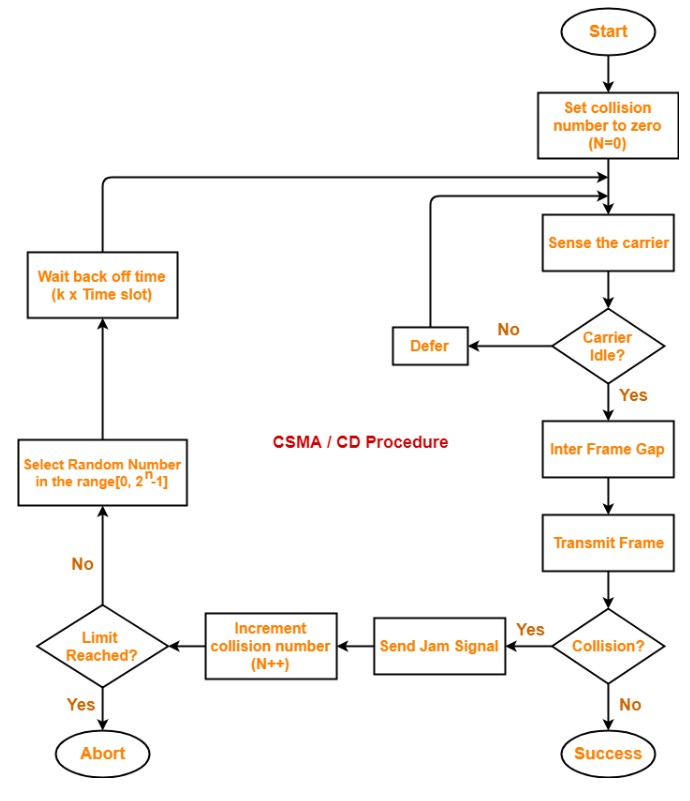 Start
Set collision
number to zero
(N=0)
Sense the carrier
Wait back off time
(k x Time slot)
Carrier
Idle?
No
Defer
Yes
CSMA / CD Procedure
Inter Frame Gap
Select Random Number
in the range[0, 2^n-1]
Transmit Frame
No
Limit
Reached?
Increment
collision number
(N++)
Send Jam Signal
Yes
Collision?
Yes
No
Abort
Success